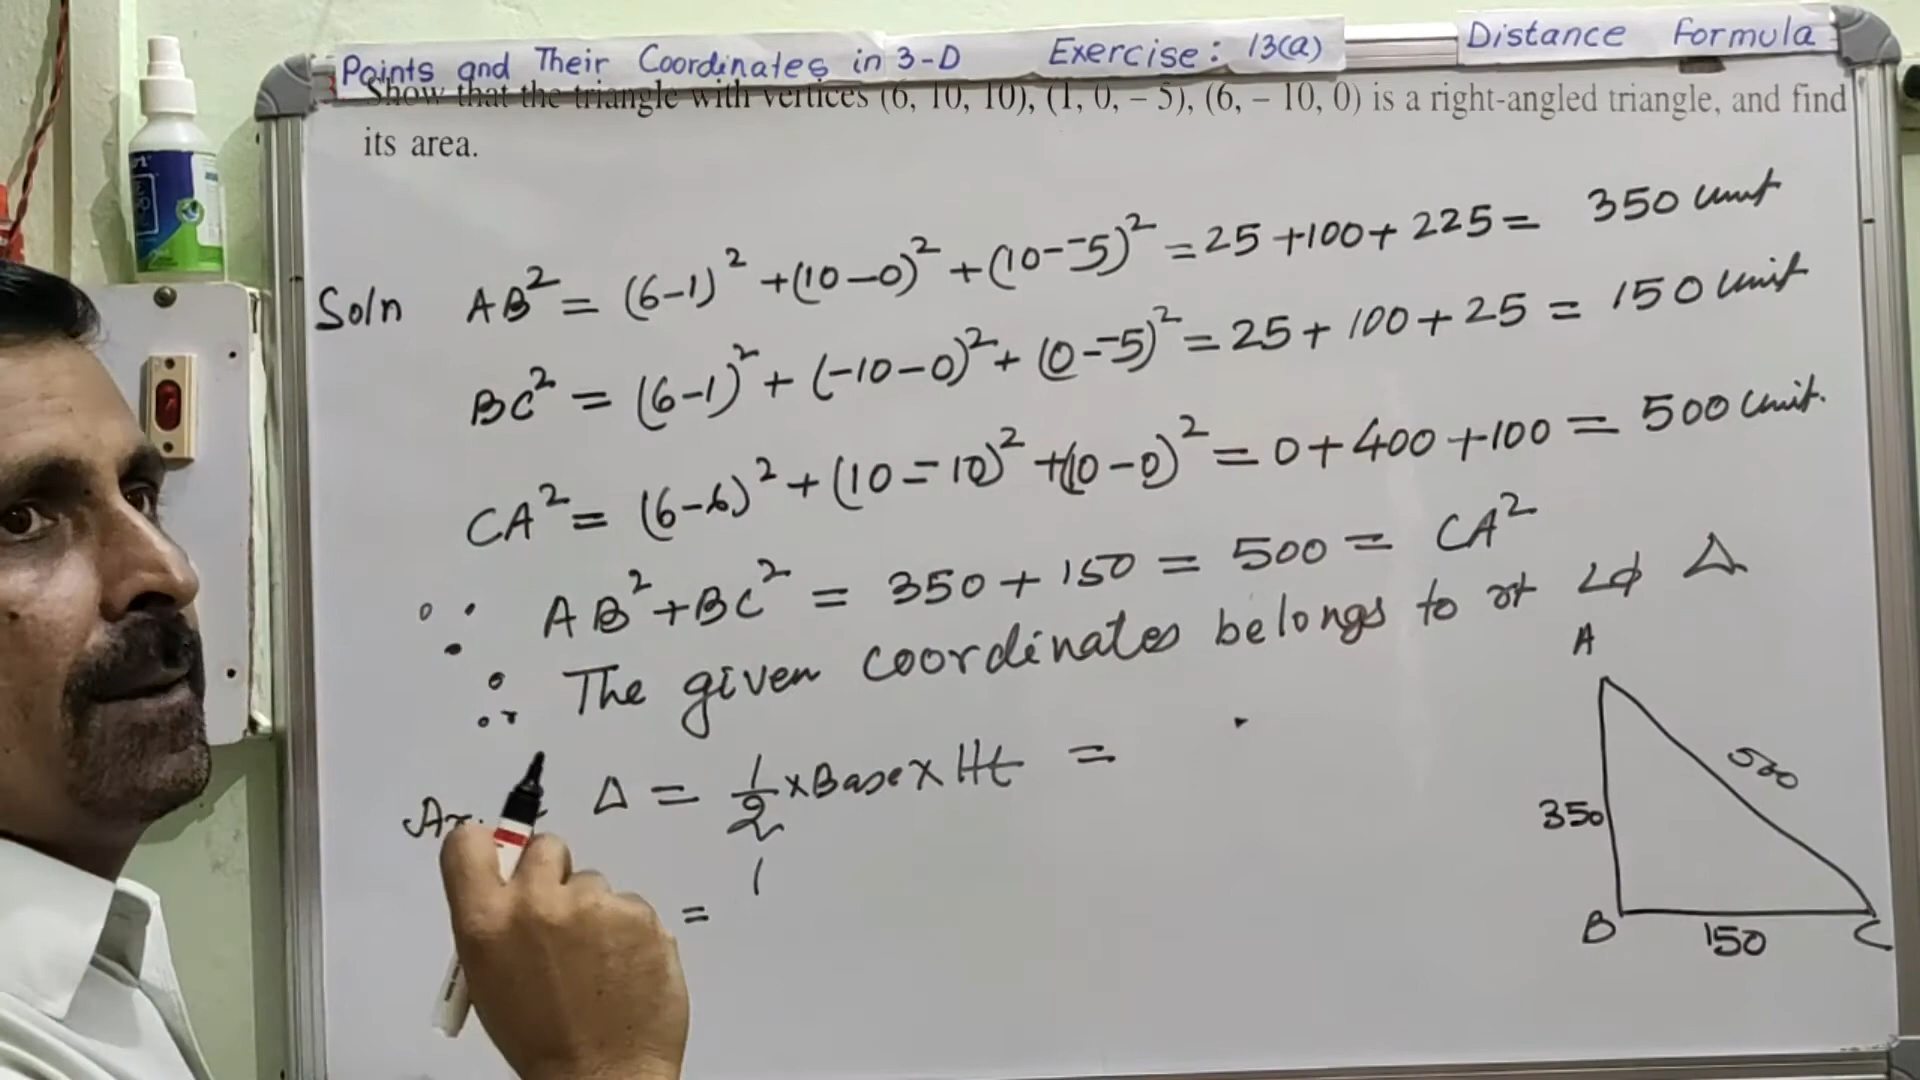 Points and Their Coordinates in 3-D Exercise: 13(a) Distance Formula
Show that the triangle with vertices (6, 10, 10), (1, 0, – 5), (6, – 10, 0) is a right-angled triangle, and find
its area.
Soln AB² = (6-1)² + (10-0)² + (10--5)² = 25+100+225 = 350 unit
BC² = (6-1)² + (-10-0)² + (0--5)² = 25+100+25 = 150 unit
CA² = (6-6)² + (10--10)² + (10-0)² = 0+400+100 = 500 unit.
∴ AB²+BC² = 350+150 = 500 = CA²
∴ The given coordinates belongs to rt ∠d Δ
Ar. Δ = 1/2 × Base × Ht =
= 1
A
500
350
B
150
C